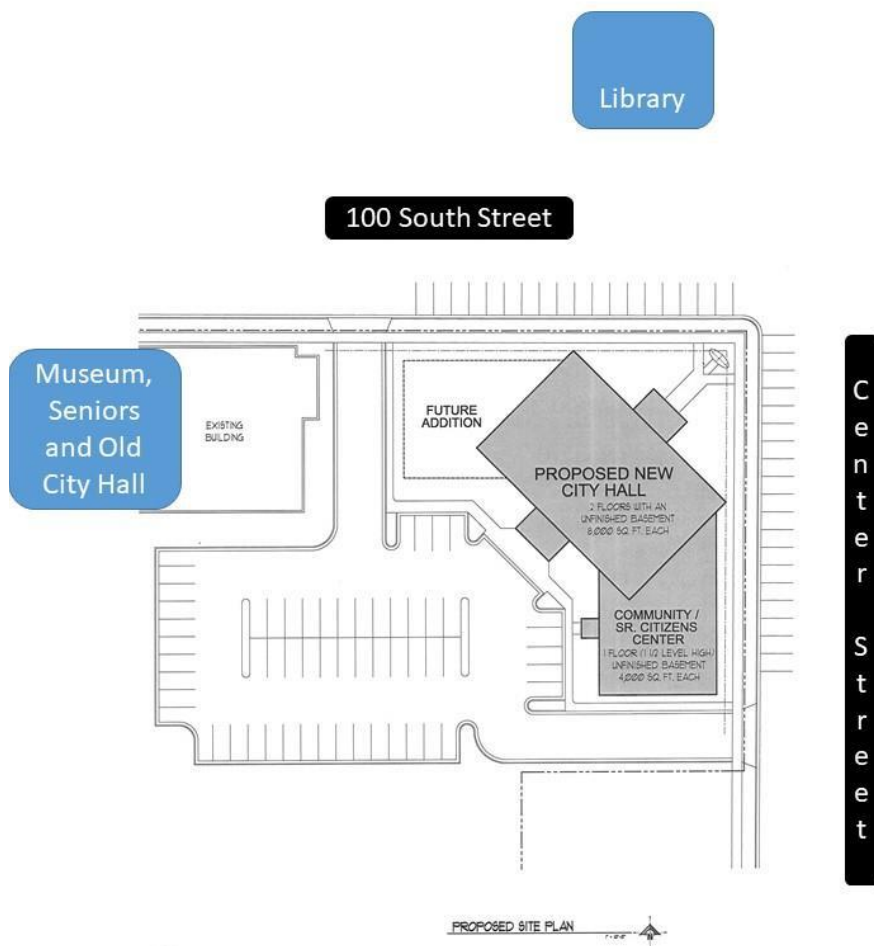 Library
100 South Street
Museum,
Seniors
and Old
City Hall
EXISTING
BUILDING
FUTURE
ADDITION
PROPOSED NEW
CITY HALL
2 FLOORS WITH AN
UNFINISHED BASEMENT
8,000 SQ. FT. EACH
COMMUNITY /
SR. CITIZENS
CENTER
1 FLOOR (1 1/2 LEVEL HIGH)
UNFINISHED BASEMENT
4,000 SQ. FT. EACH
Center Street
PROPOSED SITE PLAN